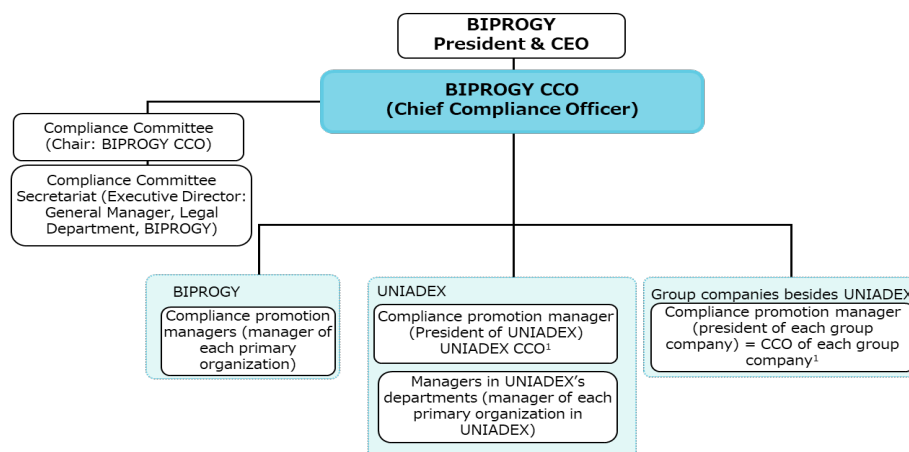 BIPROGY
President & CEO
BIPROGY CCO
(Chief Compliance Officer)
Compliance Committee
(Chair: BIPROGY CCO)
Compliance Committee
Secretariat (Executive Director:
General Manager, Legal
Department, BIPROGY)
BIPROGY
Compliance promotion
managers (manager of
each primary
organization)
UNIADEX
Compliance promotion manager
(President of UNIADEX)
UNIADEX CCO¹
Managers in UNIADEX’s
departments (manager of each
primary organization in
UNIADEX)
Group companies besides UNIADEX
Compliance promotion manager
(president of each group
company) = CCO of each group
company¹